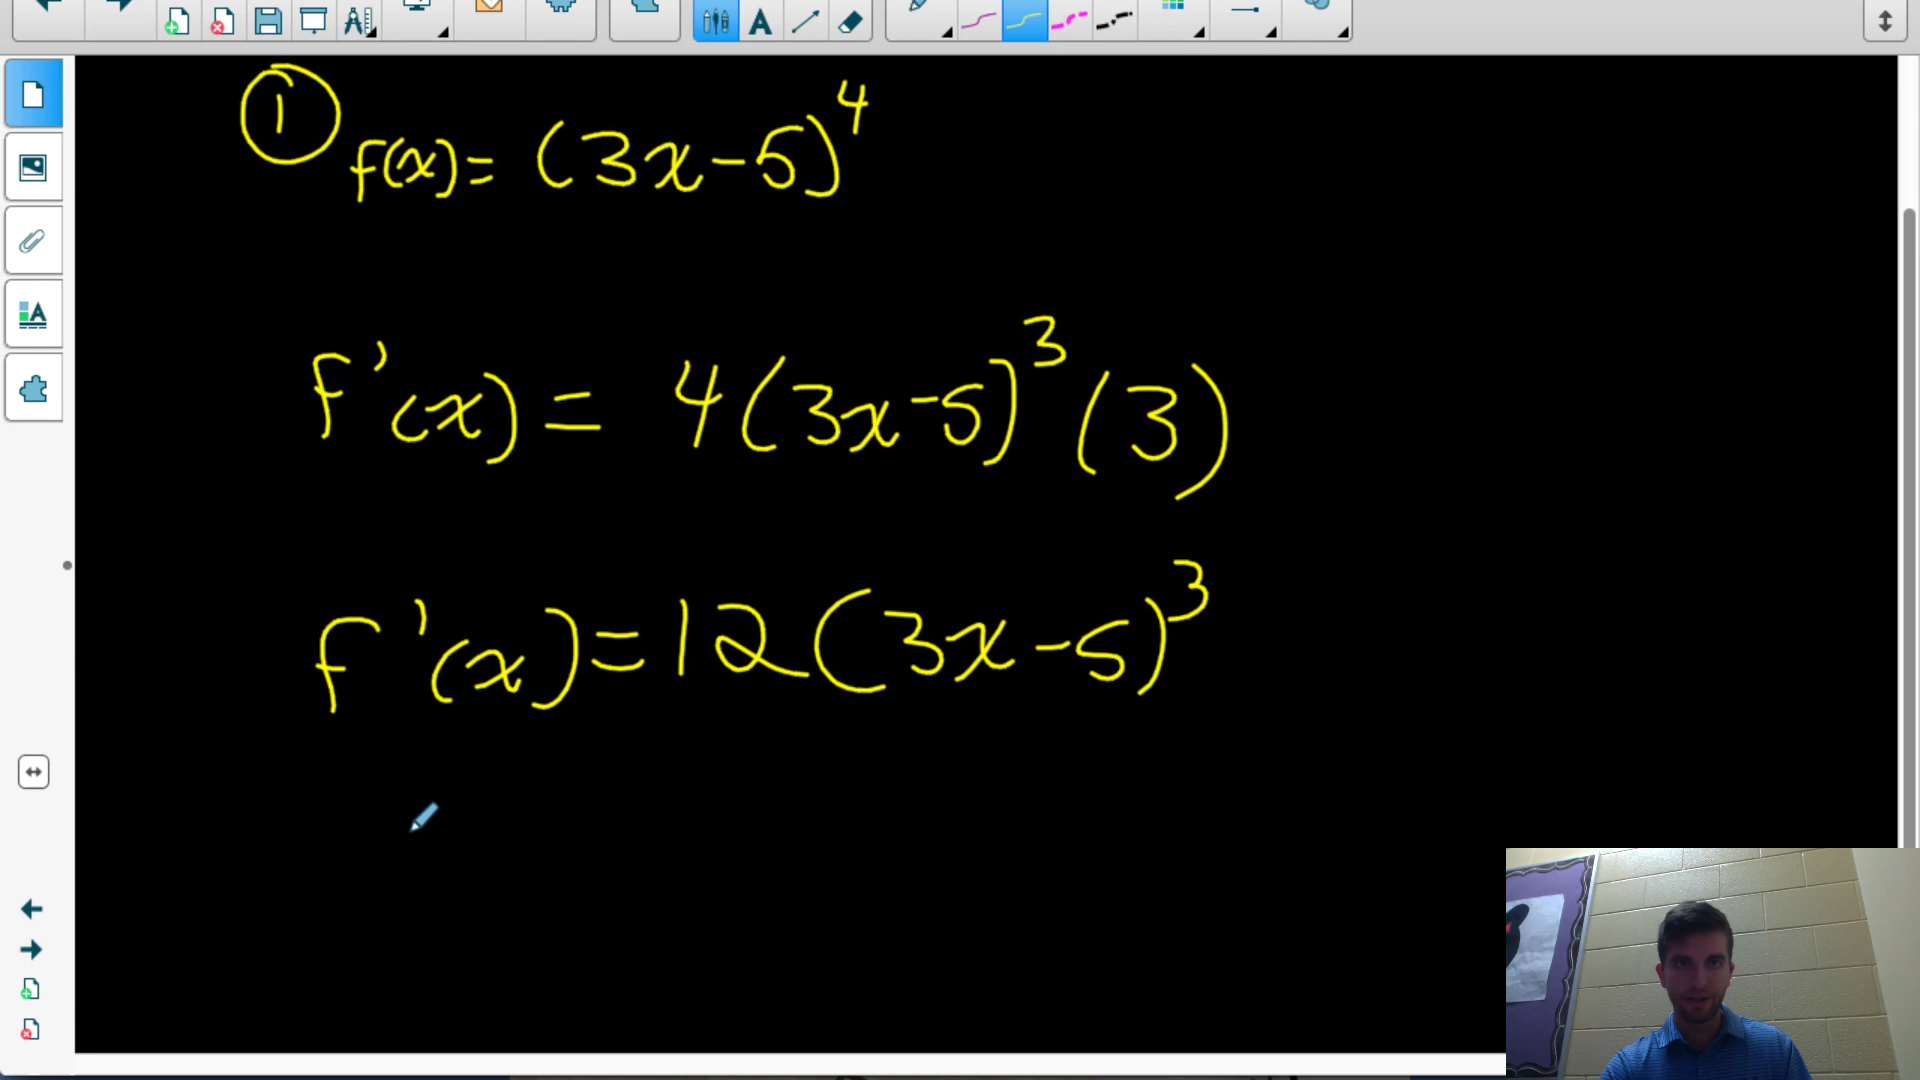 ① f(x) = (3x-5)⁴
f'(x) = 4(3x-5)³(3)
f'(x) = 12(3x-5)³